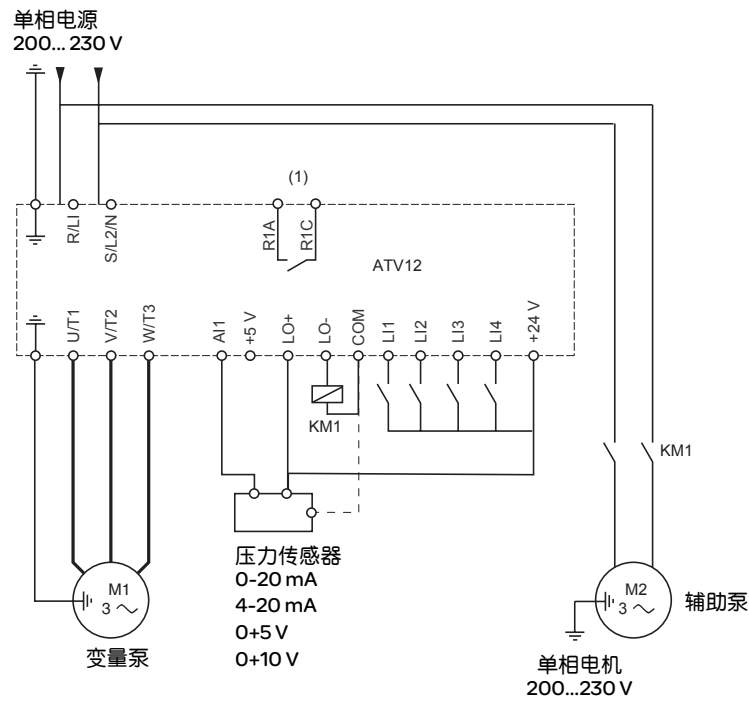 单相电源
200... 230 V
(1)
R/LI
S/L2/N
R1A
R1C
ATV12
U/T1
V/T2
W/T3
AI1
+5 V
LO+
LO-
COM
LI1
LI2
LI3
LI4
+24 V
KM1
KM1
压力传感器
0-20 mA
4-20 mA
0+5 V
0+10 V
M1
3
变量泵
M2
3
辅助泵
单相电机
200...230 V